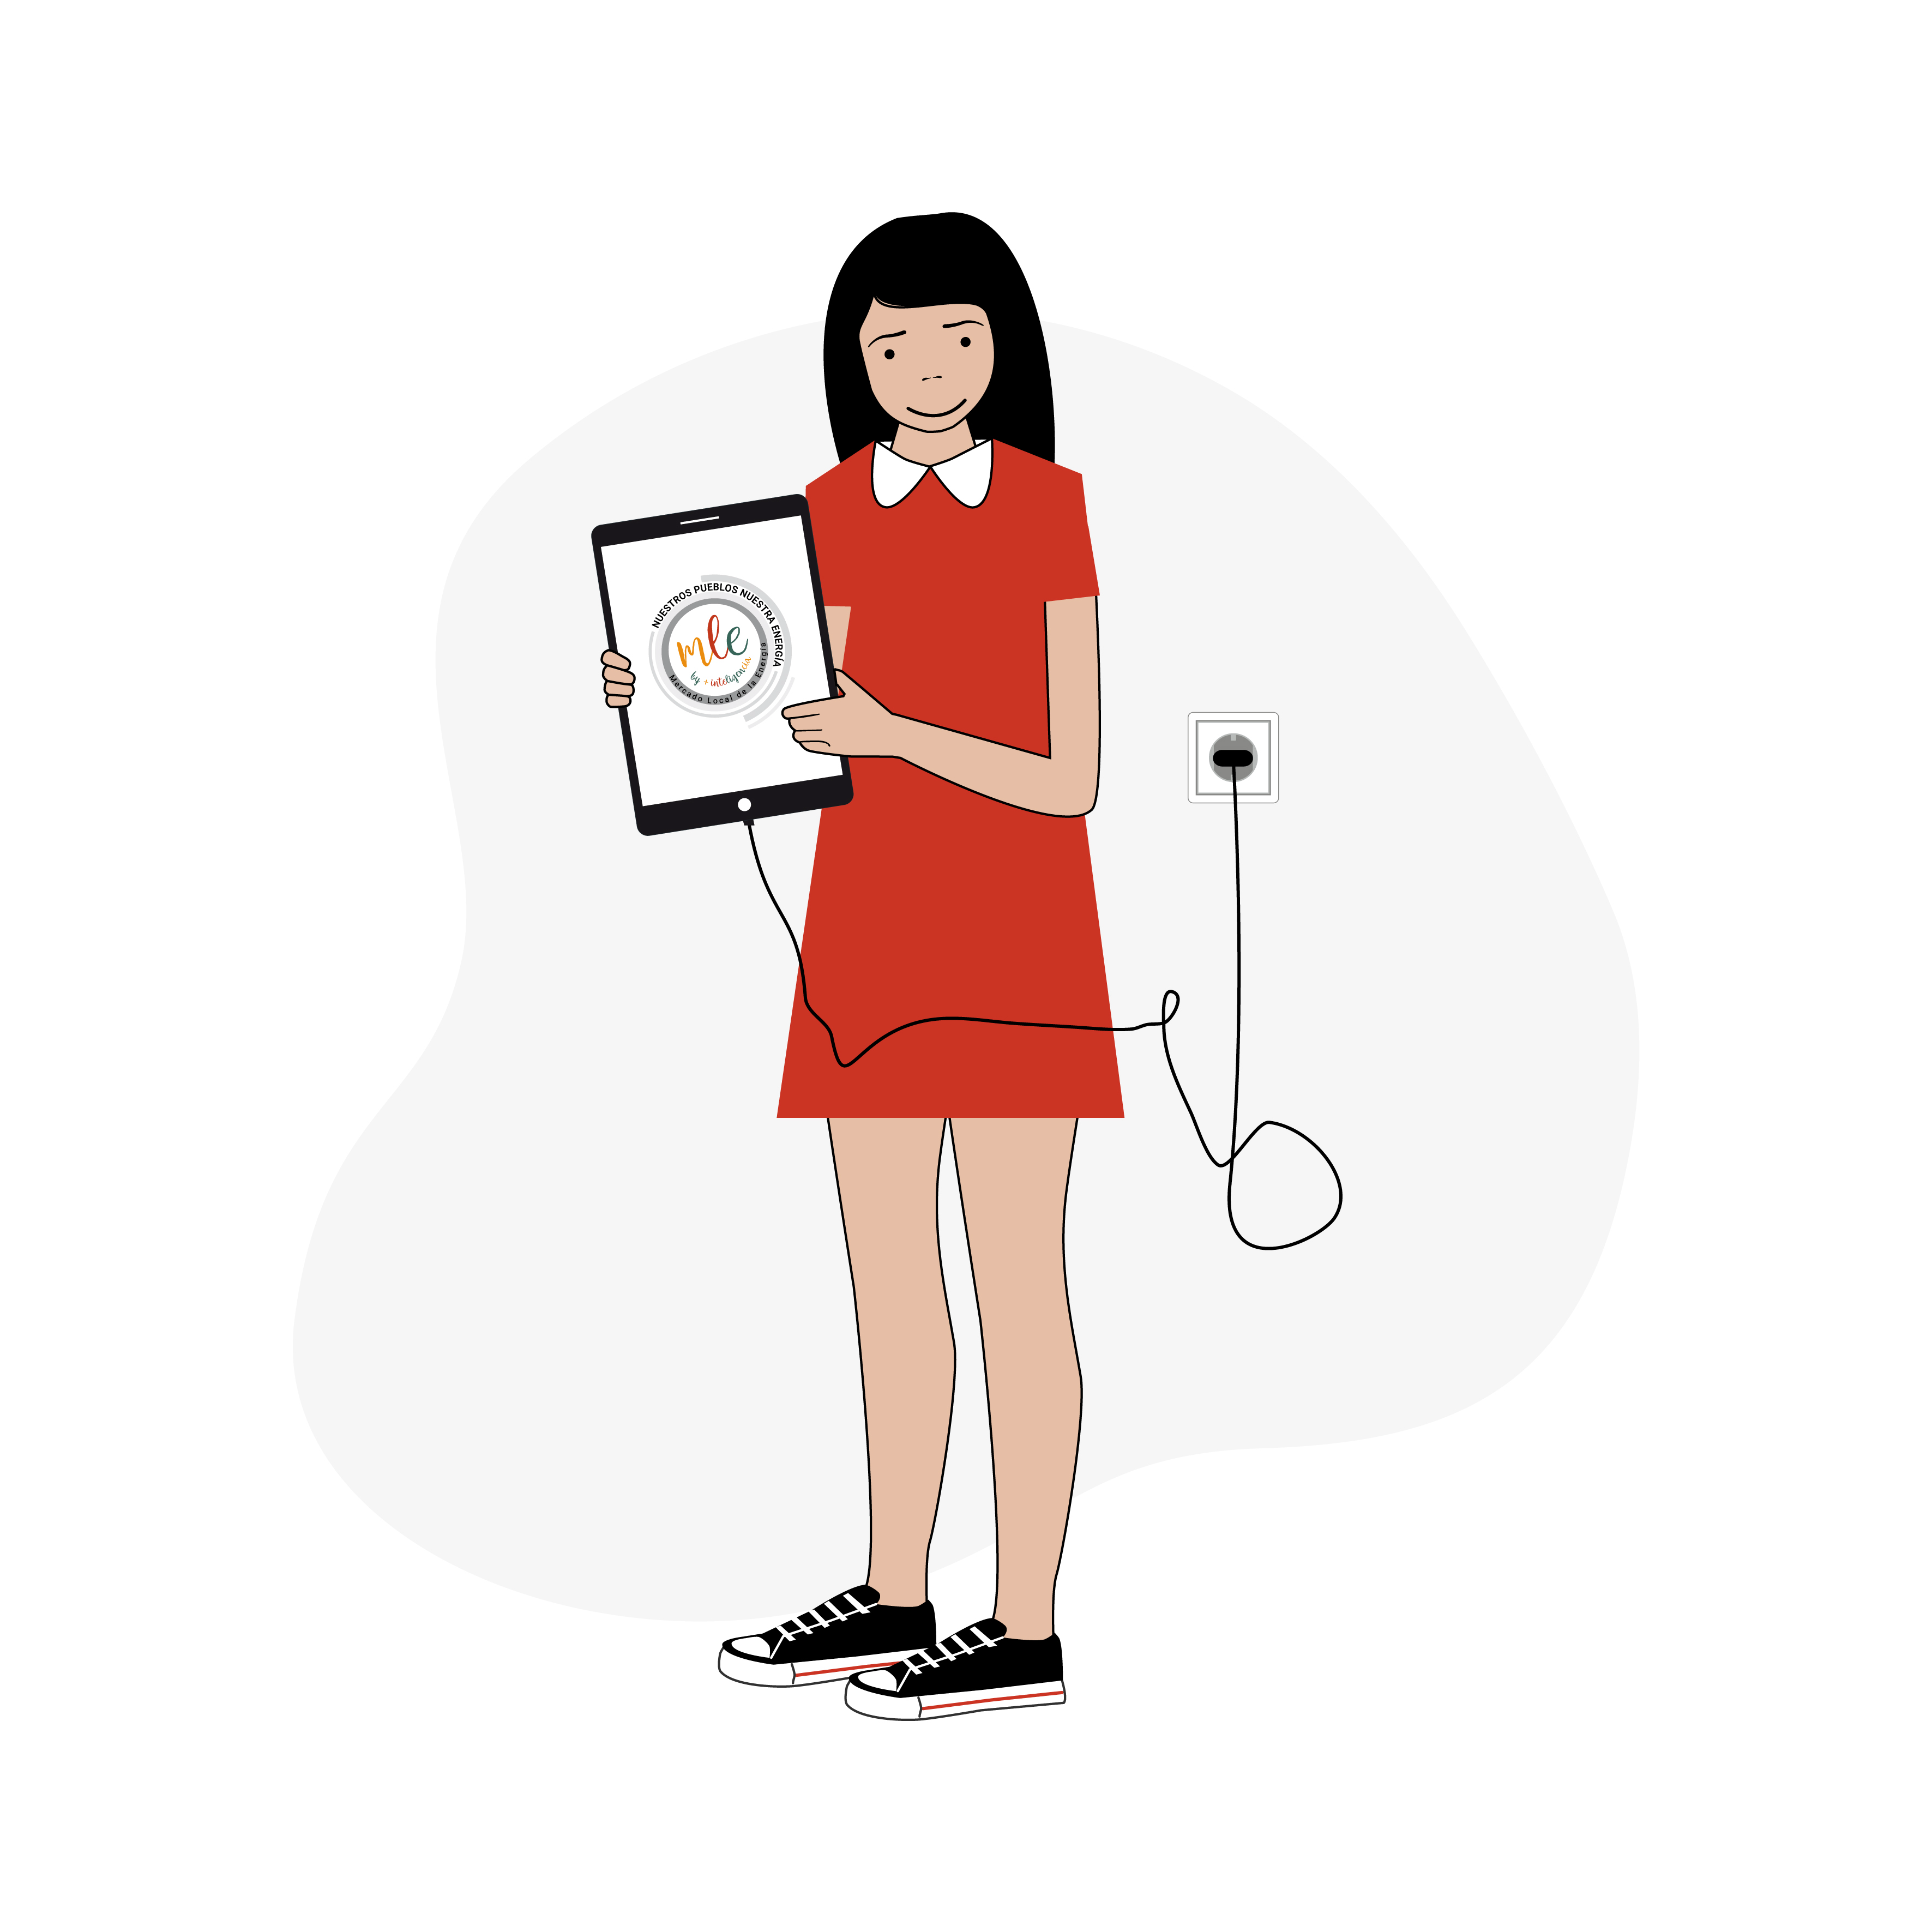 NUESTROS PUEBLOS NUESTRA ENERGÍA
mle
by + inteligencia
Mercado Local de la Energía